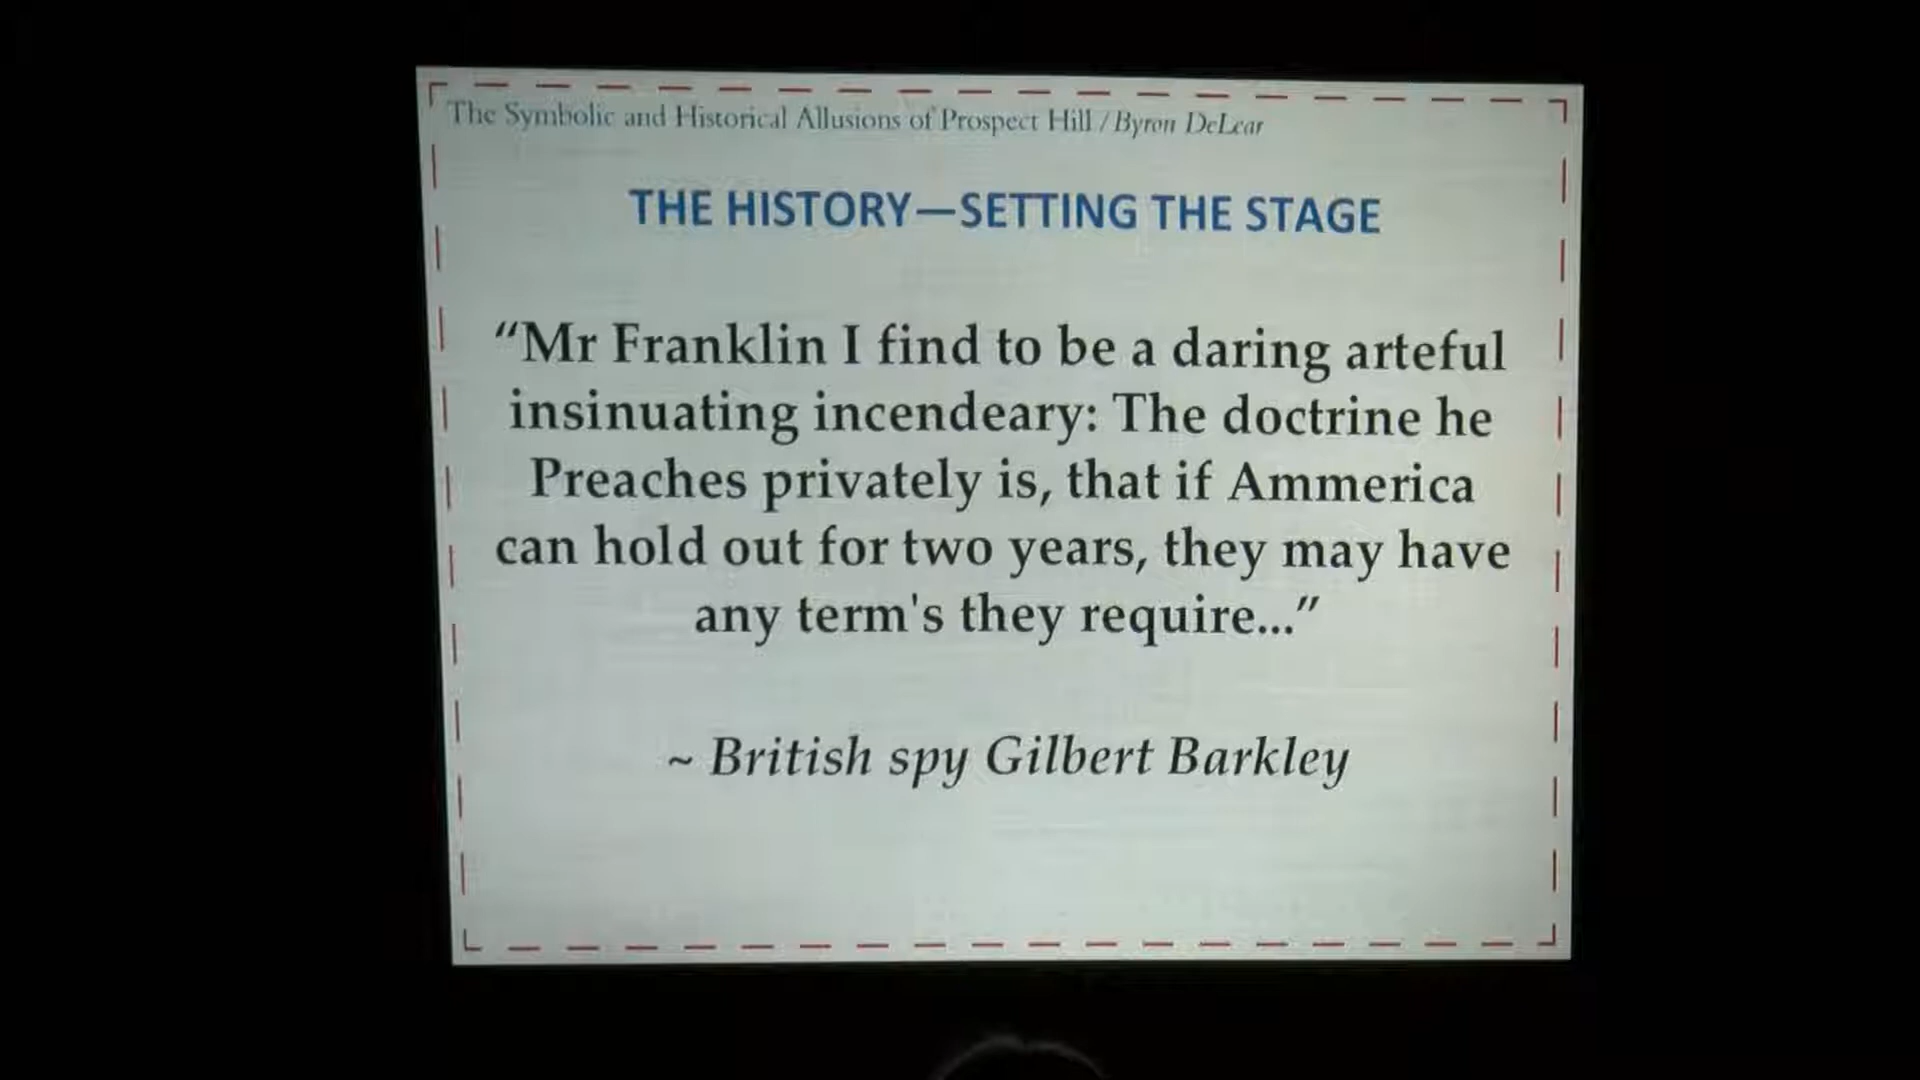 The Symbolic and Historical Allusions of Prospect Hill / Byron DeLear
THE HISTORY—SETTING THE STAGE
“Mr Franklin I find to be a daring arteful
insinuating incendeary: The doctrine he
Preaches privately is, that if Ammerica
can hold out for two years, they may have
any term's they require...”
~ British spy Gilbert Barkley